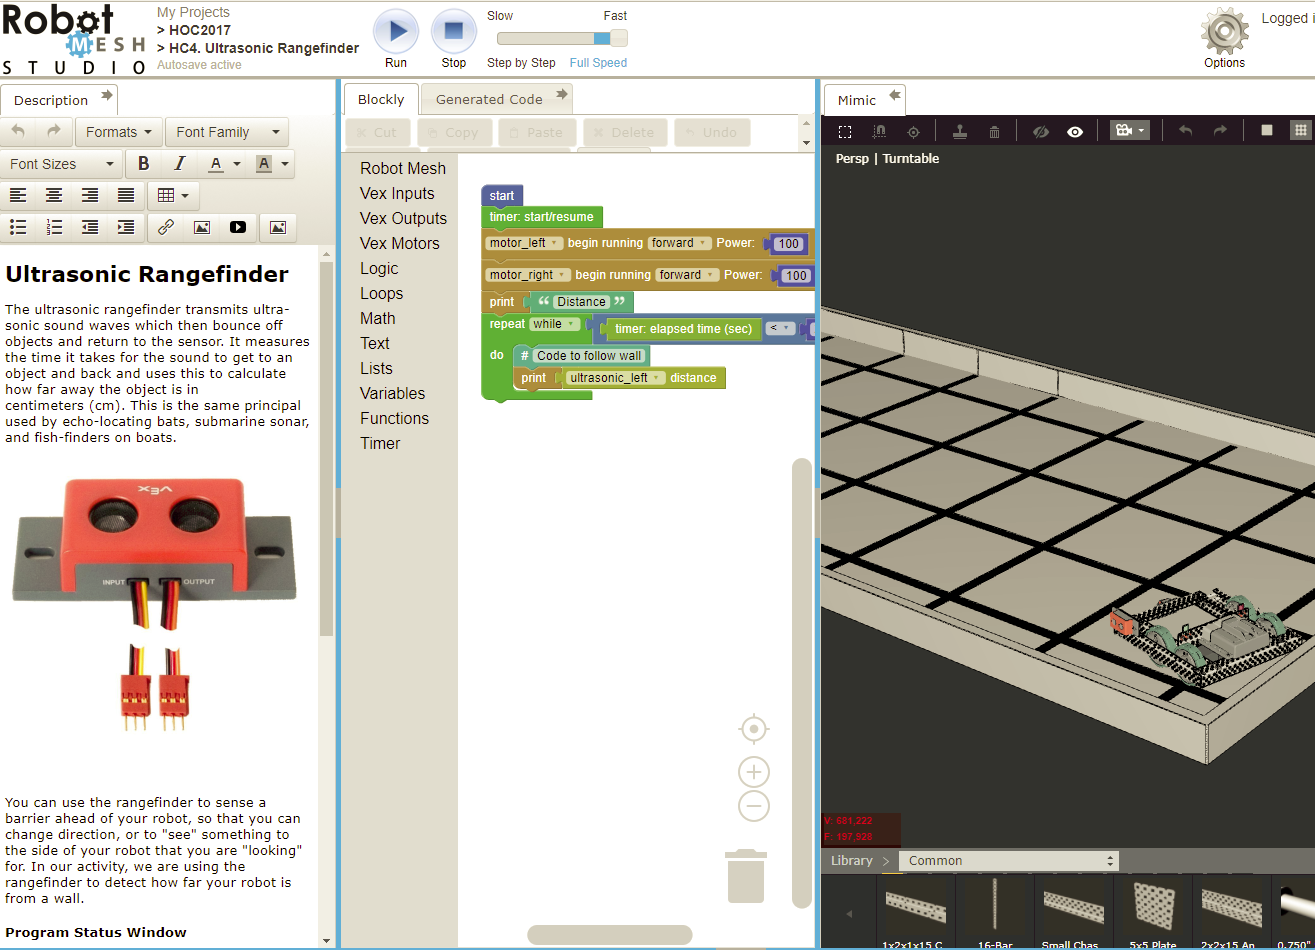 Robot
MESH
STUDIO
My Projects
> HOC2017
> HC4. Ultrasonic Rangefinder
Autosave active
Run
Stop
Slow
Fast
Step by Step
Full Speed
Options
Logged i
Description
Formats
Font Family
Font Sizes
B
I
A
A
Ultrasonic Rangefinder
The ultrasonic rangefinder transmits ultra-
sonic sound waves which then bounce off
objects and return to the sensor. It measures
the time it takes for the sound to get to an
object and back and uses this to calculate
how far away the object is in
centimeters (cm). This is the same principal
used by echo-locating bats, submarine sonar,
and fish-finders on boats.
VEX
INPUT
OUTPUT
You can use the rangefinder to sense a
barrier ahead of your robot, so that you can
change direction, or to "see" something to
the side of your robot that you are "looking"
for. In our activity, we are using the
rangefinder to detect how far your robot is
from a wall.
Program Status Window
Blockly
Generated Code
Cut
Copy
Paste
Delete
Undo
Robot Mesh
Vex Inputs
Vex Outputs
Vex Motors
Logic
Loops
Math
Text
Lists
Variables
Functions
Timer
start
timer: start/resume
motor_left begin running forward Power: 100
motor_right begin running forward Power: 100
print “ Distance ”
repeat while timer: elapsed time (sec) <
do # Code to follow wall
print ultrasonic_left distance
Mimic
Persp | Turntable
V: 681,222
F: 197,928
Library > Common
1x2x1x15 C
16-Bar
Small Chas
5x5 Plate
2x2x15 An
0.750"